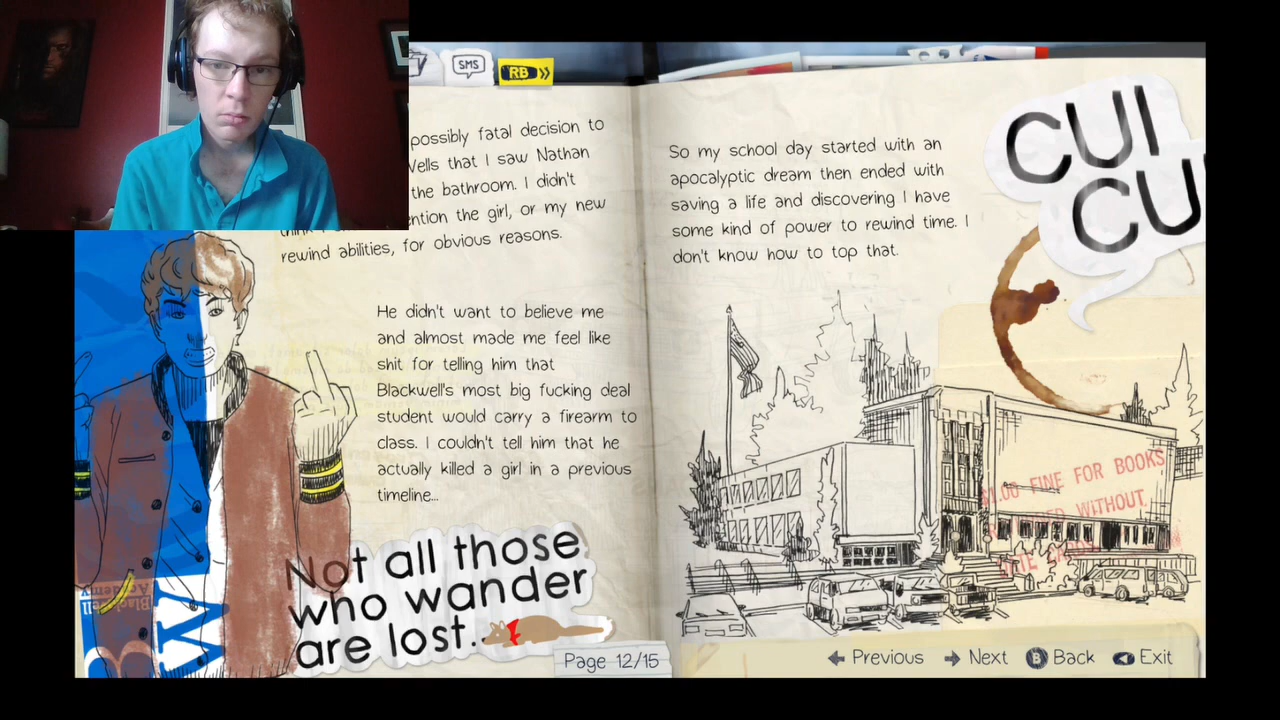 SMS
RB
possibly fatal decision to
Wells that I saw Nathan
the bathroom. I didn't
the girl, or my new
rewind abilities, for obvious reasons.
He didn't want to believe me
and almost made me feel like
shit for telling him that
Blackwell's most big fucking deal
student would carry a firearm to
class. I couldn't tell him that he
actually killed a girl in a previous
timeline...
Not all those
who wander
are lost...
Blackwell
Academy
Page 12/15
So my school day started with an
apocalyptic dream then ended with
saving a life and discovering I have
some kind of power to rewind time. I
don't know how to top that.
CUI
CU
$1.00 FINE FOR BOOKS
WITHOUT
Previous
Next
B Back
Exit